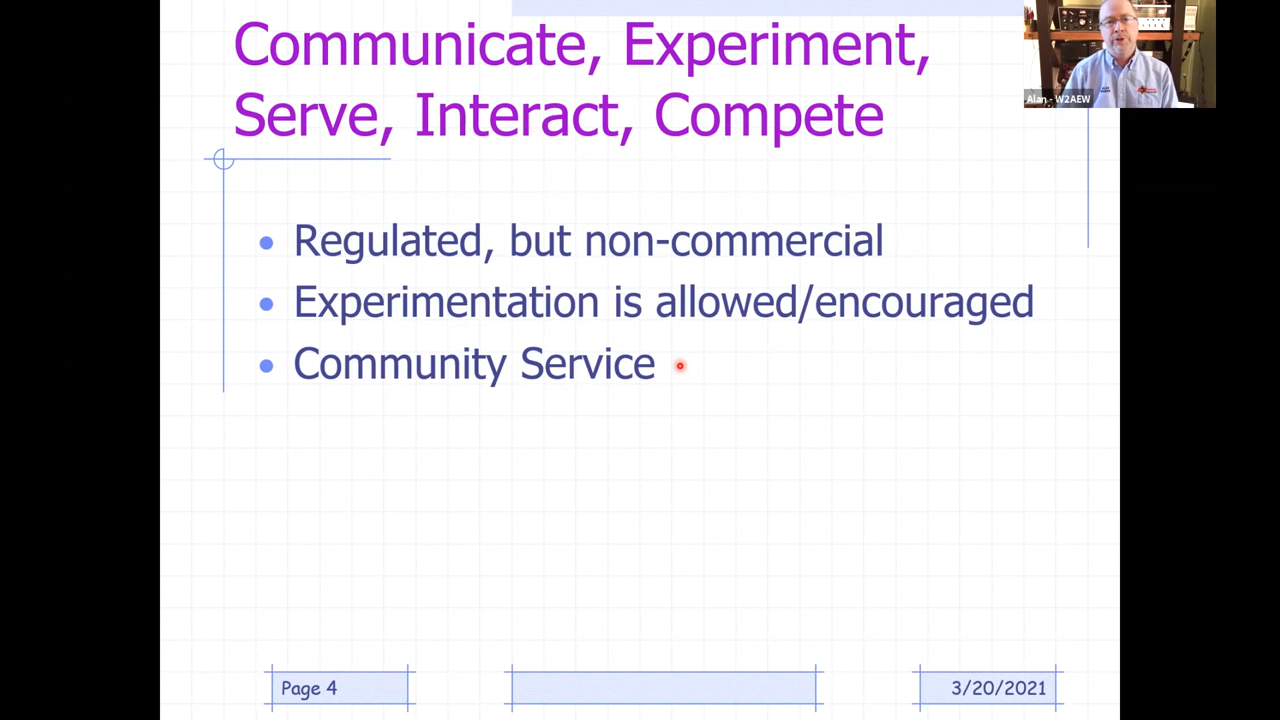 Communicate, Experiment,
Serve, Interact, Compete
Alan - W2AEW
Regulated, but non-commercial
Experimentation is allowed/encouraged
Community Service
Page 4
3/20/2021